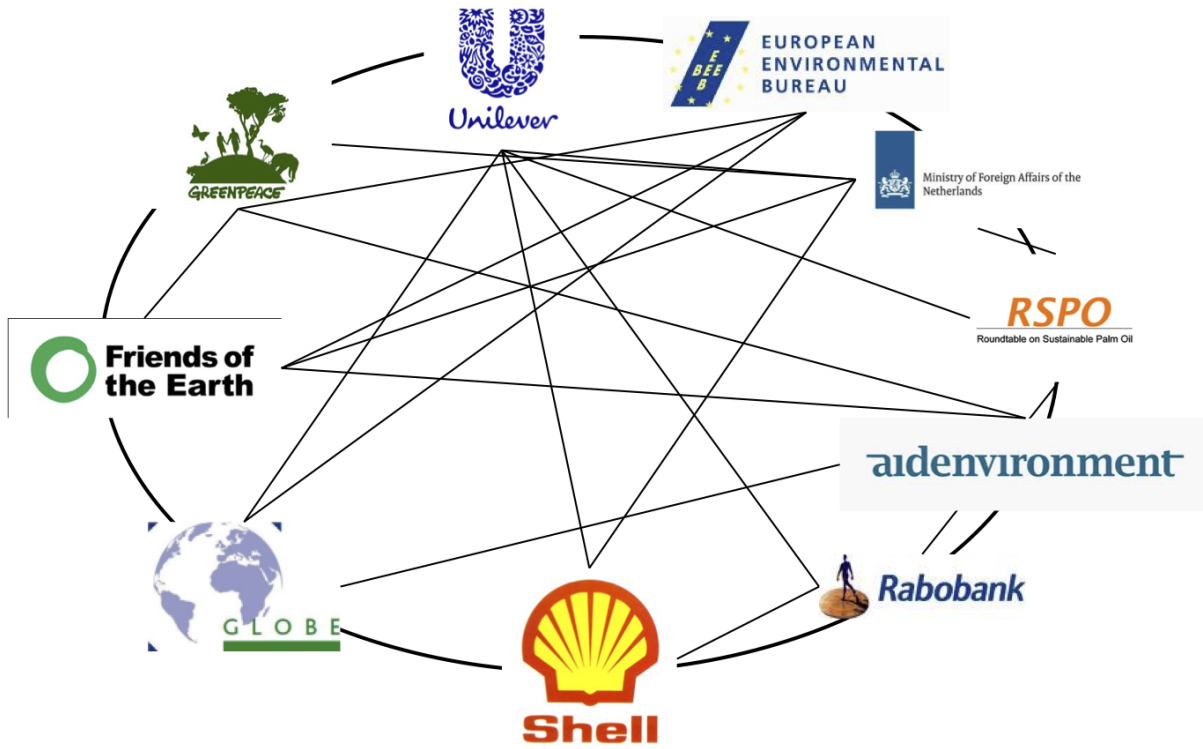 Unilever
E
BEE
B
EUROPEAN
ENVIRONMENTAL
BUREAU
GREENPEACE
Ministry of Foreign Affairs of the
Netherlands
RSPO
Roundtable on Sustainable Palm Oil
Friends of
the Earth
aidenvironment
GLOBE
Rabobank
Shell